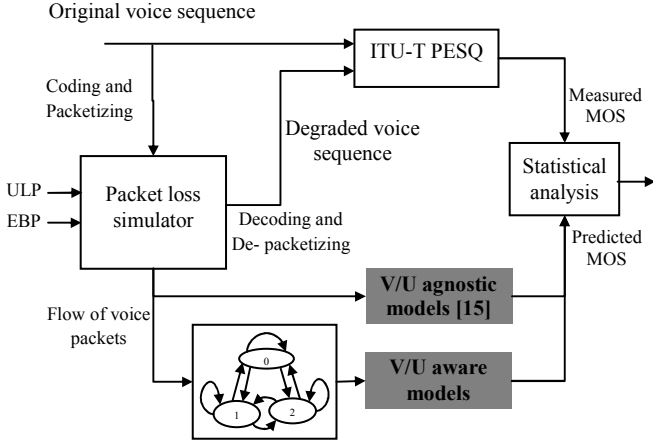 Original voice sequence
ITU-T PESQ
Coding and
Packetizing
Measured
MOS
Degraded voice
sequence
Statistical
analysis
ULP
EBP
Packet loss
simulator
Decoding and
De- packetizing
Predicted
MOS
V/U agnostic
models [15]
Flow of voice
packets
0
1
2
V/U aware
models